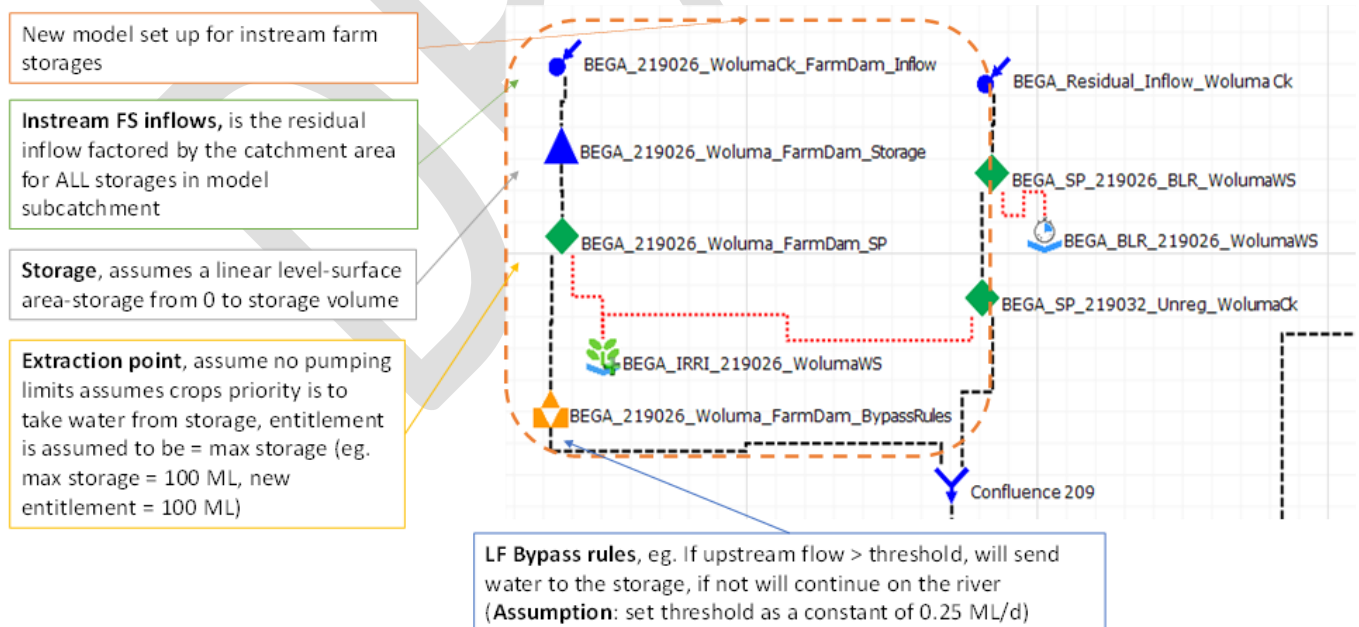 New model set up for instream farm
storages
Instream FS inflows, is the residual
inflow factored by the catchment area
for ALL storages in model
subcatchment
Storage, assumes a linear level-surface
area-storage from 0 to storage volume
Extraction point, assume no pumping
limits assumes crops priority is to
take water from storage, entitlement
is assumed to be = max storage (eg.
max storage = 100 ML, new
entitlement = 100 ML)
BEGA_219026_WolumaCk_FarmDam_Inflow
BEGA_Residual_Inflow_Woluma Ck
BEGA_219026_Woluma_FarmDam_Storage
BEGA_SP_219026_BLR_WolumaWS
BEGA_219026_Woluma_FarmDam_SP
BEGA_BLR_219026_WolumaWS
BEGA_SP_219032_Unreg_WolumaCk
BEGA_IRRI_219026_WolumaWS
BEGA_219026_Woluma_FarmDam_BypassRules
Confluence 209
LF Bypass rules, eg. If upstream flow > threshold, will send
water to the storage, if not will continue on the river
(Assumption: set threshold as a constant of 0.25 ML/d)